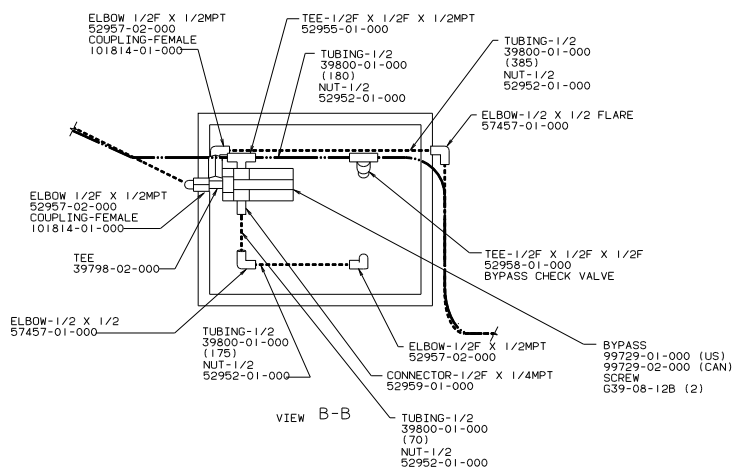 ELBOW 1/2F X 1/2MPT
52957-02-000
COUPLING-FEMALE
101814-01-000
TEE-1/2F X 1/2F X 1/2MPT
52955-01-000
TUBING-1/2
39800-01-000
(180)
NUT-1/2
52952-01-000
TUBING-1/2
39800-01-000
(385)
NUT-1/2
52952-01-000
ELBOW-1/2 X 1/2 FLARE
57457-01-000
ELBOW 1/2F X 1/2MPT
52957-02-000
COUPLING-FEMALE
101814-01-000
TEE
39798-02-000
TEE-1/2F X 1/2F X 1/2F
52958-01-000
BYPASS CHECK VALVE
ELBOW-1/2 X 1/2
57457-01-000
TUBING-1/2
39800-01-000
(175)
NUT-1/2
52952-01-000
ELBOW-1/2F X 1/2MPT
52957-02-000
CONNECTOR-1/2F X 1/4MPT
52959-01-000
BYPASS
99729-01-000 (US)
99729-02-000 (CAN)
SCREW
G39-08-12B (2)
VIEW B-B
TUBING-1/2
39800-01-000
(70)
NUT-1/2
52952-01-000